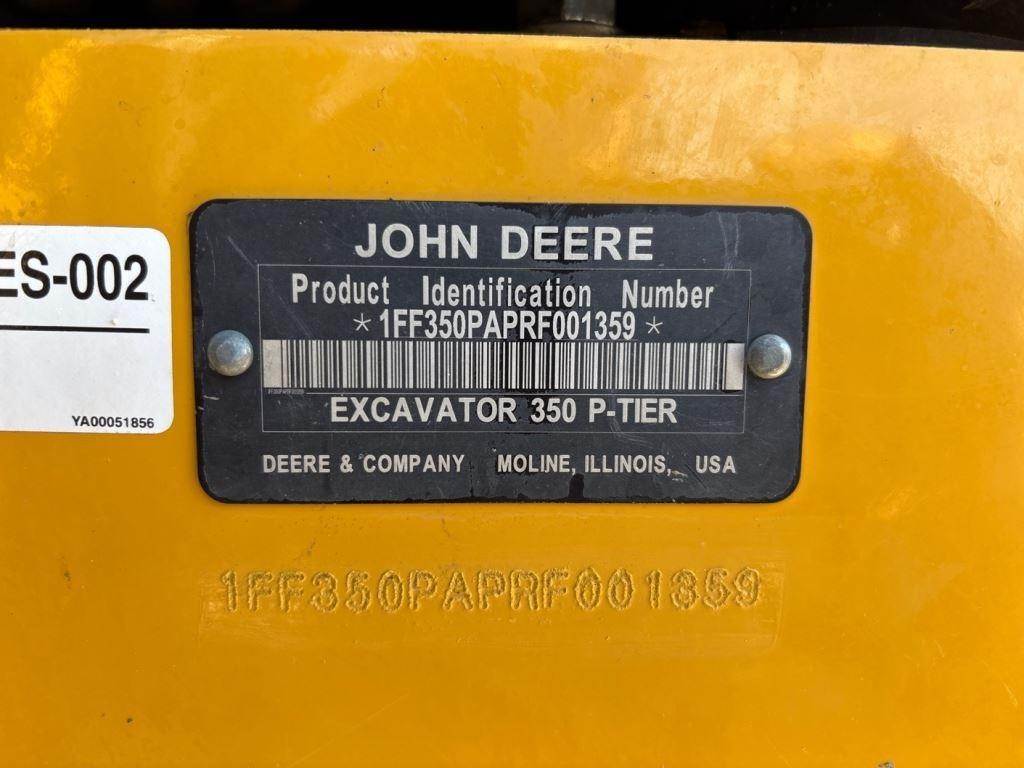 JOHN DEERE
Product Identification Number
*1FF350PAPRF001359*
EXCAVATOR 350 P-TIER
DEERE & COMPANY MOLINE, ILLINOIS, USA
ES-002
YA00051856
1FF350PAPRF001359